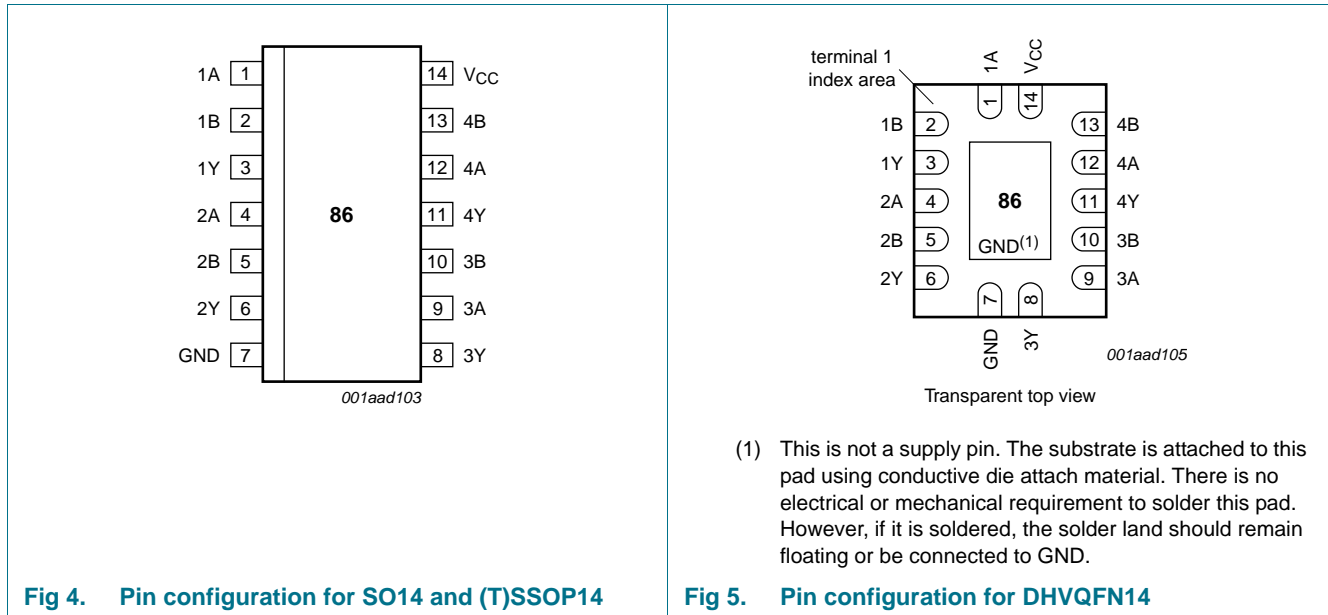 1A 1 14 VCC
1B 2 13 4B
1Y 3 12 4A
2A 4 86 11 4Y
2B 5 10 3B
2Y 6 9 3A
GND 7 8 3Y
001aad103
Fig 4. Pin configuration for SO14 and (T)SSOP14
terminal 1
index area
1A VCC
1 14
1B 2 13 4B
1Y 3 12 4A
2A 4 86 11 4Y
2B 5 GND(1) 10 3B
2Y 6 9 3A
7 8
GND 3Y
001aad105
Transparent top view
(1) This is not a supply pin. The substrate is attached to this
pad using conductive die attach material. There is no
electrical or mechanical requirement to solder this pad.
However, if it is soldered, the solder land should remain
floating or be connected to GND.
Fig 5. Pin configuration for DHVQFN14